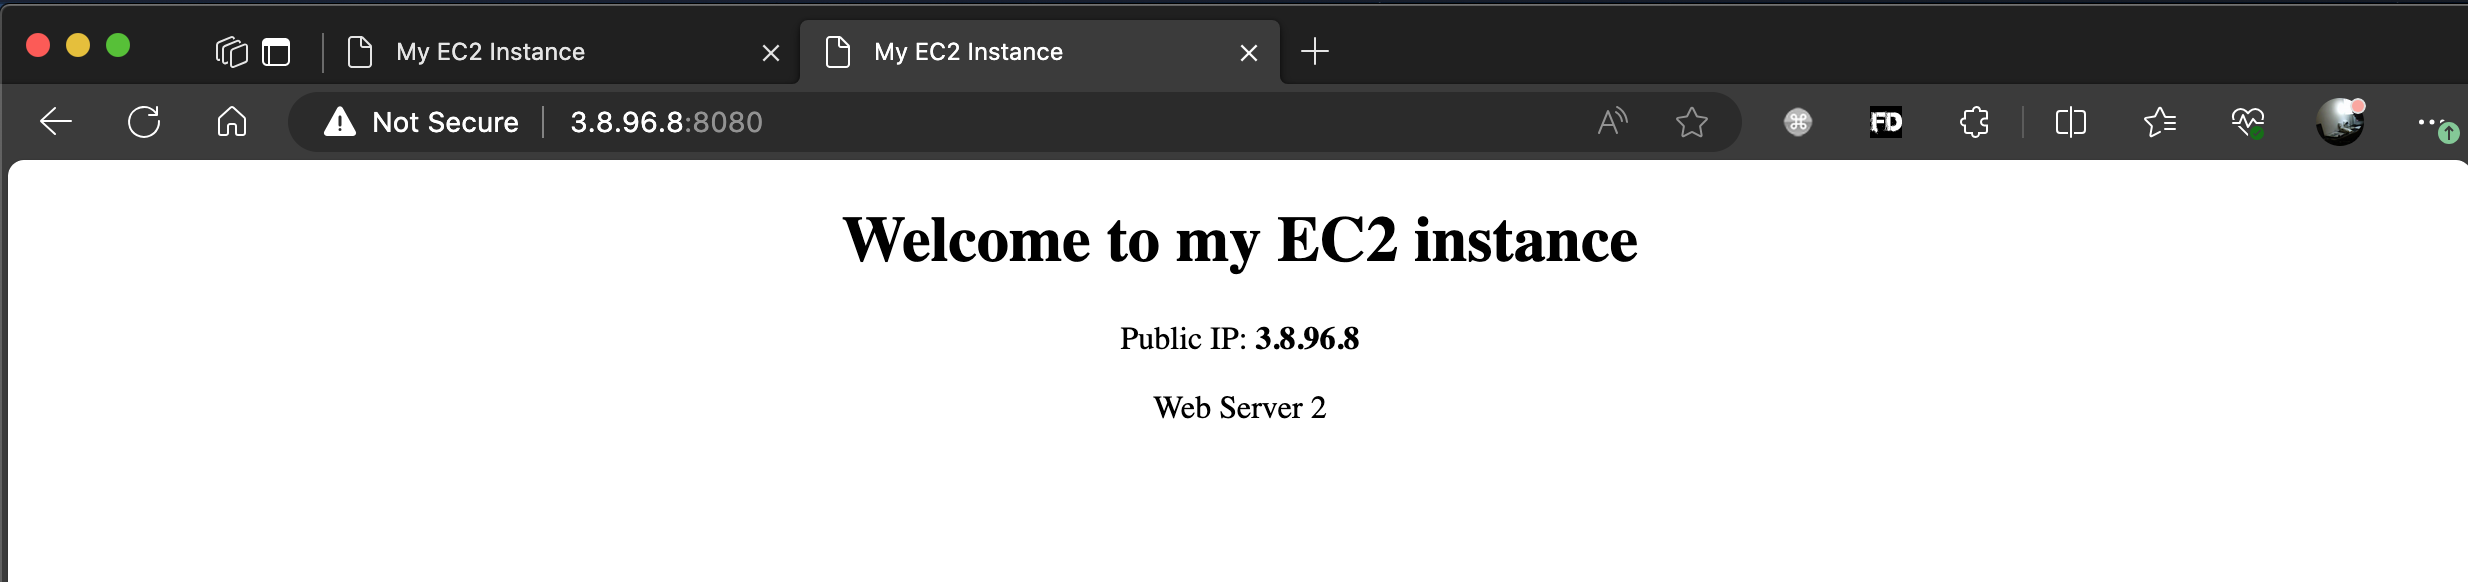 My EC2 Instance
My EC2 Instance
Not Secure
3.8.96.8:8080
FD
Welcome to my EC2 instance
Public IP: 3.8.96.8
Web Server 2